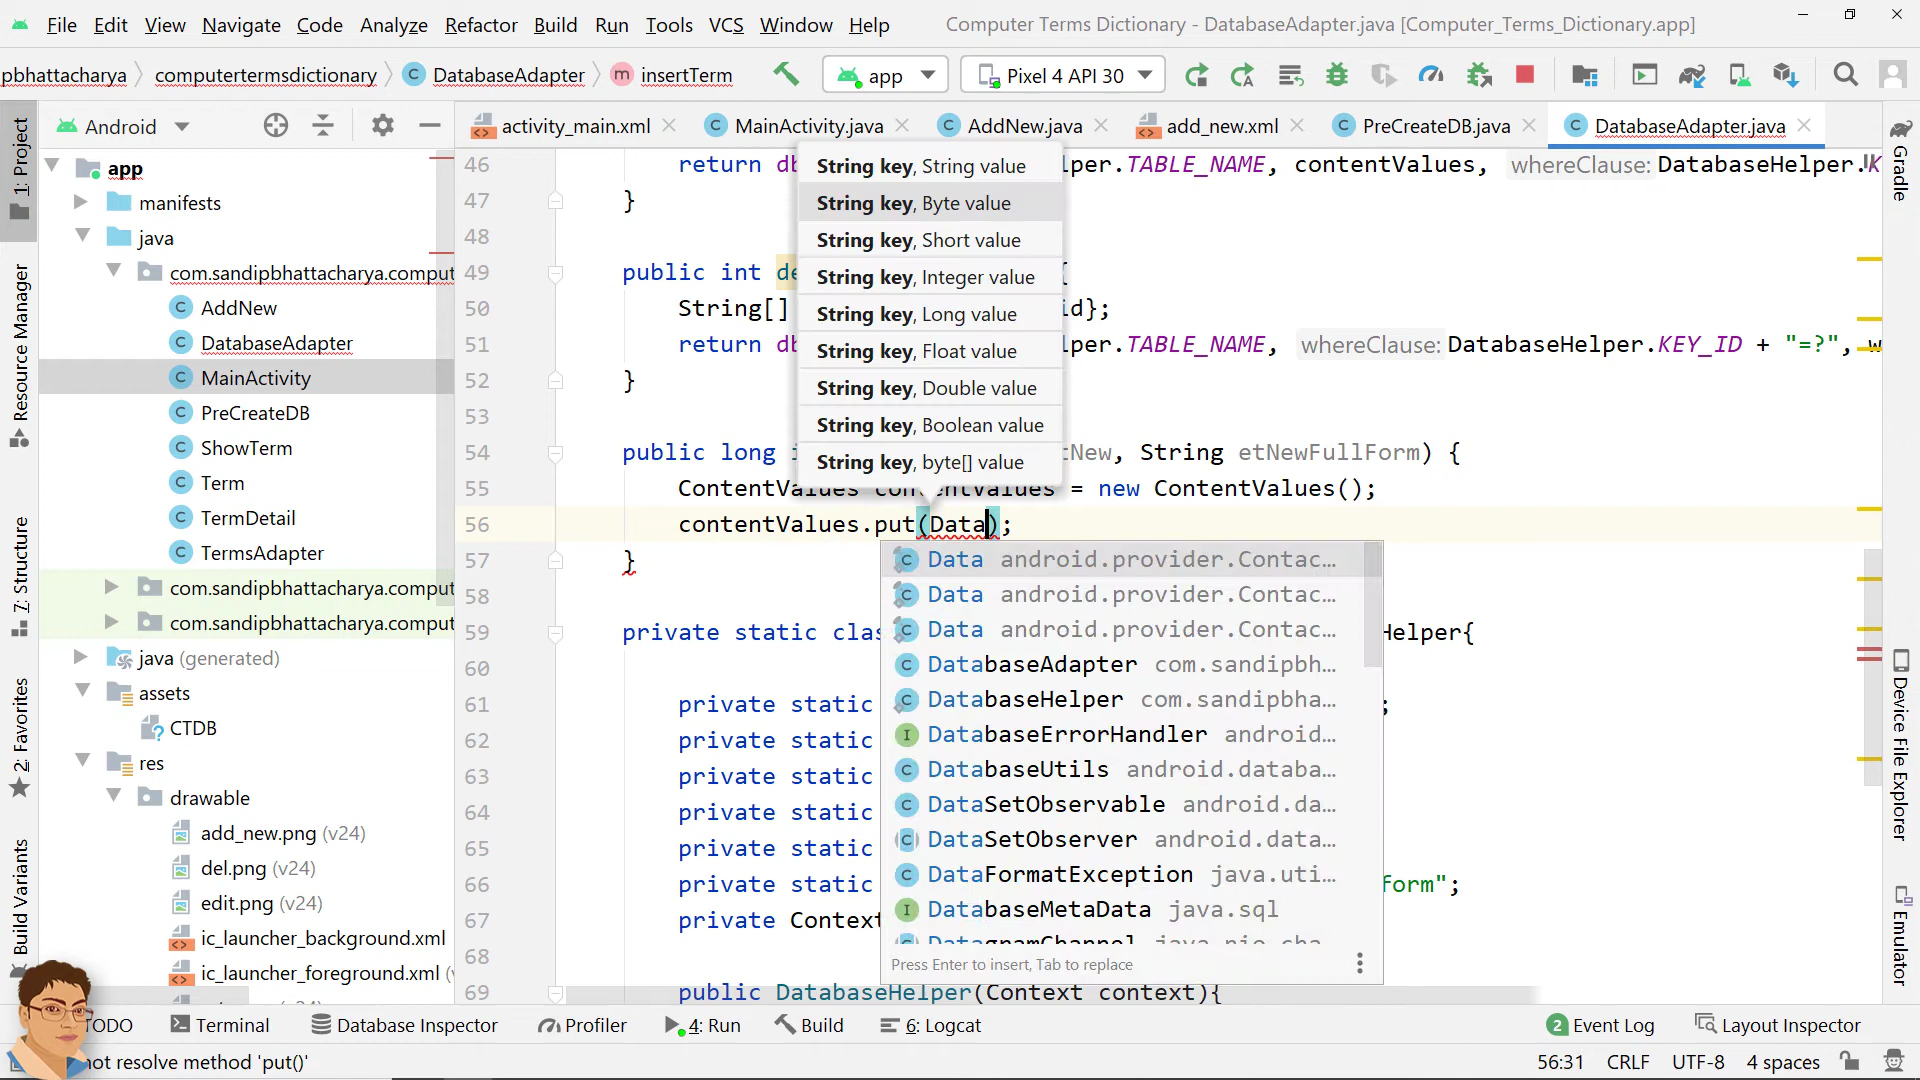 File Edit View Navigate Code Analyze Refactor Build Run Tools VCS Window Help Computer Terms Dictionary - DatabaseAdapter.java [Computer_Terms_Dictionary.app]
pbhattacharya computertermsdictionary DatabaseAdapter insertTerm app Pixel 4 API 30
Android activity_main.xml MainActivity.java AddNew.java add_new.xml PreCreateDB.java DatabaseAdapter.java
1: Project
Resource Manager
7: Structure
2: Favorites
Build Variants
app
manifests
java
com.sandipbhattacharya.comput
AddNew
DatabaseAdapter
MainActivity
PreCreateDB
ShowTerm
Term
TermDetail
TermsAdapter
com.sandipbhattacharya.comput
com.sandipbhattacharya.comput
java (generated)
assets
CTDB
res
drawable
add_new.png (v24)
del.png (v24)
edit.png (v24)
ic_launcher_background.xml
ic_launcher_foreground.xml (v
46 return db lper.TABLE_NAME, contentValues, whereClause: DatabaseHelper.K
47 }
48
49 public int de {
50 String[] id};
51 return db lper.TABLE_NAME, whereClause: DatabaseHelper.KEY_ID + "=?", w
52 }
53
54 public long i tNew, String etNewFullForm) {
55 ContentValues contentValues = new ContentValues();
56 contentValues.put(Data);
57 }
58
59 private static clas Helper{
60
61 private static ;
62 private static
63 private static
64 private static
65 private static
66 private static form";
67 private Context
68
69 public DatabaseHelper(Context context){
String key, String value
String key, Byte value
String key, Short value
String key, Integer value
String key, Long value
String key, Float value
String key, Double value
String key, Boolean value
String key, byte[] value
Data android.provider.Contac…
Data android.provider.Contac…
Data android.provider.Contac…
DatabaseAdapter com.sandipbh…
DatabaseHelper com.sandipbha…
DatabaseErrorHandler android…
DatabaseUtils android.databa…
DataSetObservable android.da…
DataSetObserver android.data…
DataFormatException java.uti…
DatabaseMetaData java.sql
DatagramChannel java.nio.cha
Press Enter to insert, Tab to replace
Gradle
Device File Explorer
Emulator
TODO Terminal Database Inspector Profiler 4: Run Build 6: Logcat 2 Event Log Layout Inspector
not resolve method 'put()' 56:31 CRLF UTF-8 4 spaces